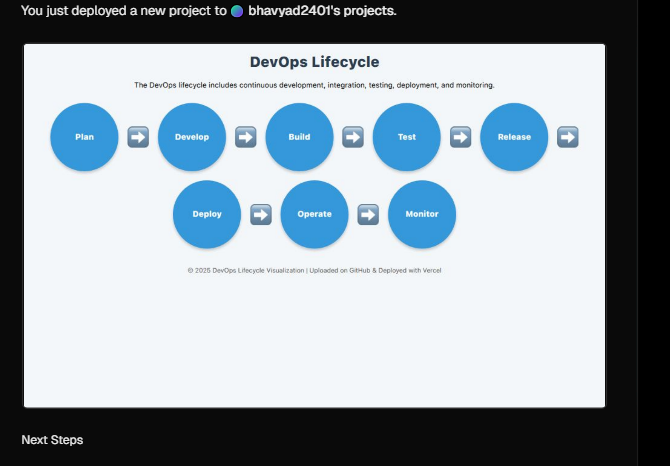 You just deployed a new project to bhavyad2401's projects.
DevOps Lifecycle
The DevOps lifecycle includes continuous development, integration, testing, deployment, and monitoring.
Plan Develop Build Test Release
Deploy Operate Monitor
© 2025 DevOps Lifecycle Visualization | Uploaded on GitHub & Deployed with Vercel
Next Steps